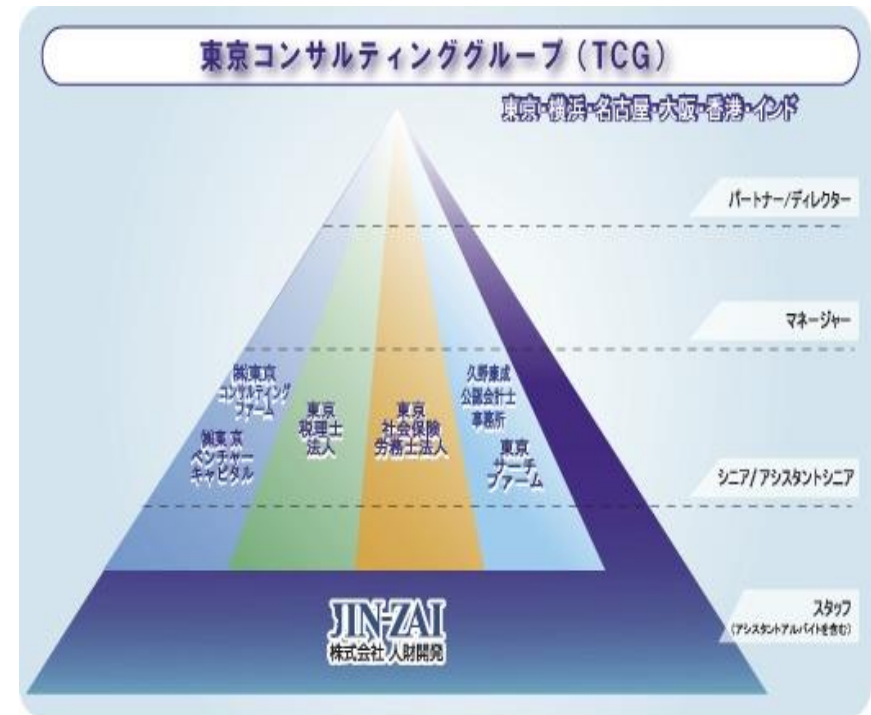 東京コンサルティンググループ（TCG）
東京・横浜・名古屋・大阪・香港・インド
パートナー/ディレクター
マネージャー
㈱東京
コンサルティング
ファーム
㈱東京
ベンチャー
キャピタル
東京
税理士
法人
東京
社会保険
労務士法人
久野康成
公認会計士
事務所
東京
サーチ
ファーム
シニア/アシスタントシニア
スタッフ
（アシスタントアルバイトを含む）
JIN-ZAI
株式会社 人財開発